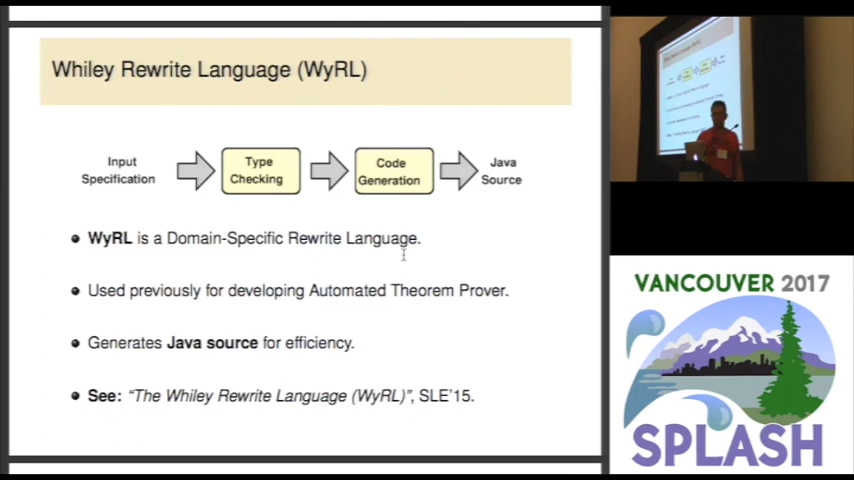 Whiley Rewrite Language (WyRL)
Input
Specification
Type
Checking
Code
Generation
Java
Source
WyRL is a Domain-Specific Rewrite Language.
Used previously for developing Automated Theorem Prover.
Generates Java source for efficiency.
See: “The Whiley Rewrite Language (WyRL)”, SLE’15.
VANCOUVER 2017
SPLASH